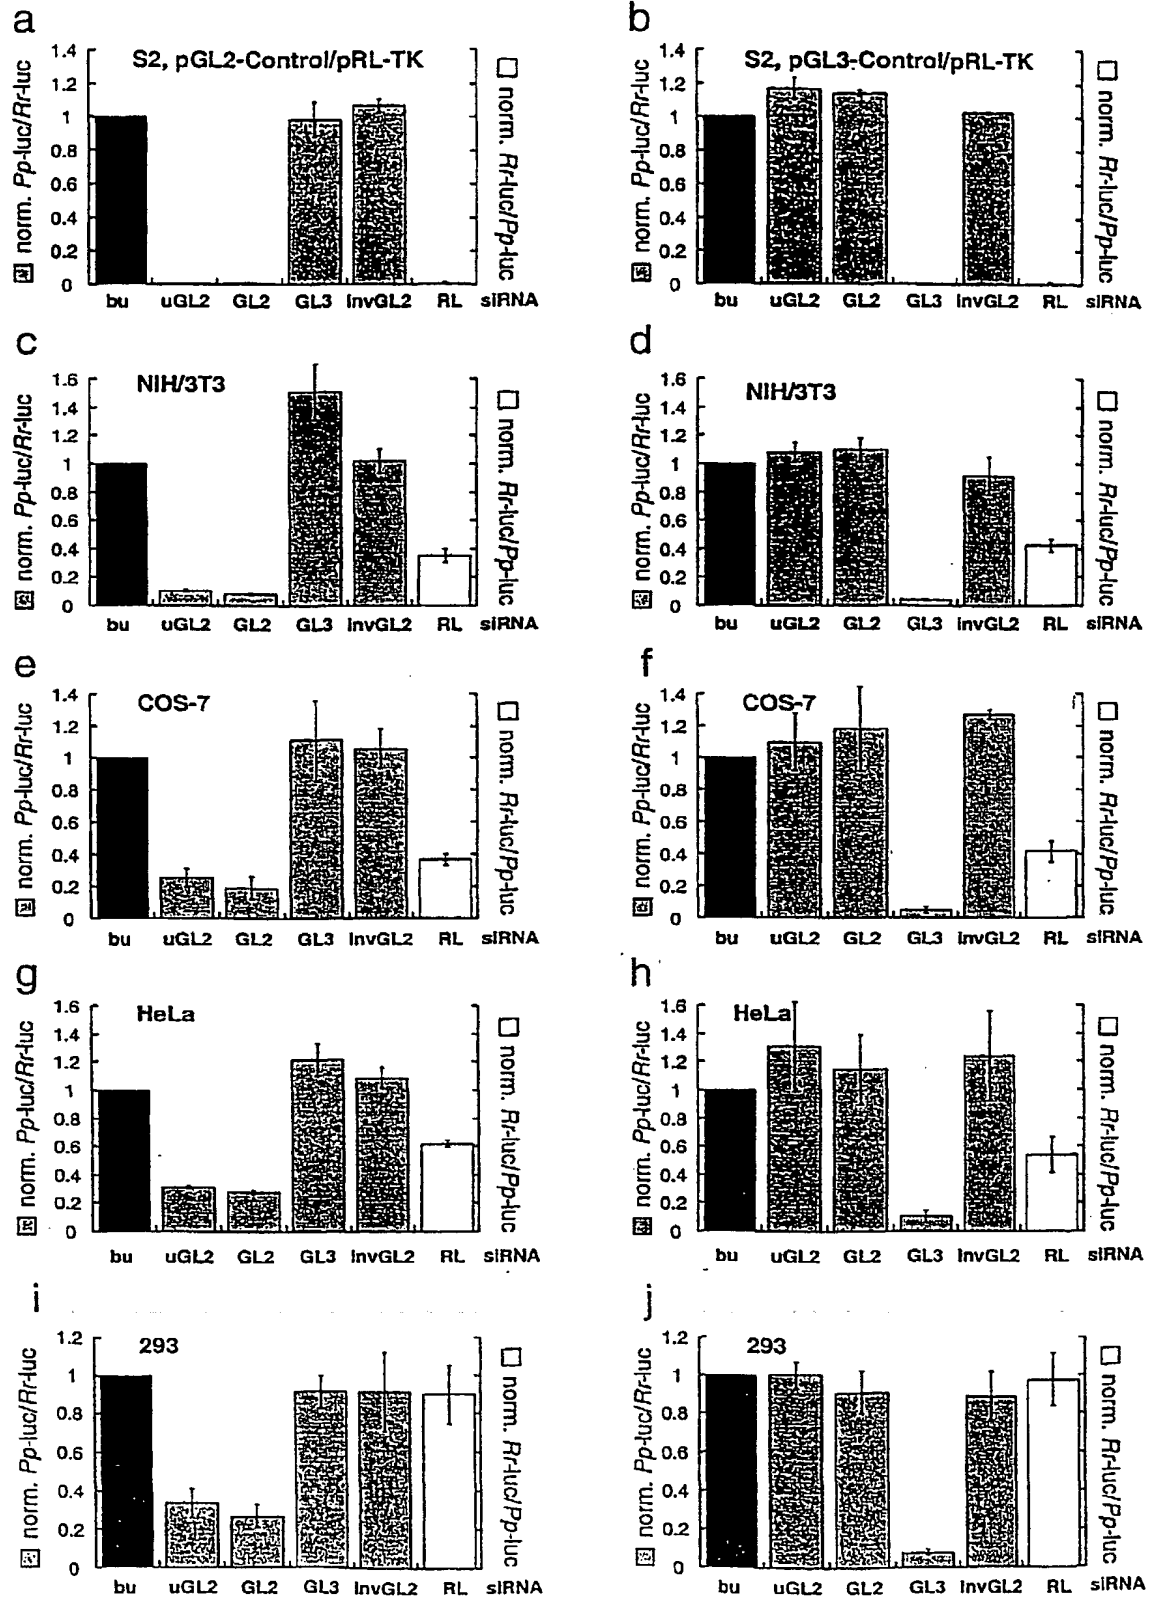 a
S2, pGL2-Control/pRL-TK
norm. Pp-luc/Rr-luc
1.4
1.2
1
0.8
0.6
0.4
0.2
0
norm. Rr-luc/Pp-luc
bu uGL2 GL2 GL3 invGL2 RL siRNA
b
S2, pGL3-Control/pRL-TK
norm. Pp-luc/Rr-luc
1.4
1.2
1
0.8
0.6
0.4
0.2
0
norm. Rr-luc/Pp-luc
bu uGL2 GL2 GL3 invGL2 RL siRNA
c
NIH/3T3
norm. Pp-luc/Rr-luc
1.6
1.4
1.2
1
0.8
0.6
0.4
0.2
0
norm. Rr-luc/Pp-luc
bu uGL2 GL2 GL3 invGL2 RL siRNA
d
NIH/3T3
norm. Pp-luc/Rr-luc
1.6
1.4
1.2
1
0.8
0.6
0.4
0.2
0
norm. Rr-luc/Pp-luc
bu uGL2 GL2 GL3 invGL2 RL siRNA
e
COS-7
norm. Pp-luc/Rr-luc
1.4
1.2
1
0.8
0.6
0.4
0.2
0
norm. Rr-luc/Pp-luc
bu uGL2 GL2 GL3 invGL2 RL siRNA
f
COS-7
norm. Pp-luc/Rr-luc
1.4
1.2
1
0.8
0.6
0.4
0.2
0
norm. Rr-luc/Pp-luc
bu uGL2 GL2 GL3 invGL2 RL siRNA
g
HeLa
norm. Pp-luc/Rr-luc
1.6
1.4
1.2
1
0.8
0.6
0.4
0.2
0
norm. Rr-luc/Pp-luc
bu uGL2 GL2 GL3 invGL2 RL siRNA
h
HeLa
norm. Pp-luc/Rr-luc
1.6
1.4
1.2
1
0.8
0.6
0.4
0.2
0
norm. Rr-luc/Pp-luc
bu uGL2 GL2 GL3 invGL2 RL siRNA
i
293
norm. Pp-luc/Rr-luc
1.2
1
0.8
0.6
0.4
0.2
0
norm. Rr-luc/Pp-luc
bu uGL2 GL2 GL3 invGL2 RL siRNA
j
293
norm. Pp-luc/Rr-luc
1.2
1
0.8
0.6
0.4
0.2
0
norm. Rr-luc/Pp-luc
bu uGL2 GL2 GL3 invGL2 RL siRNA